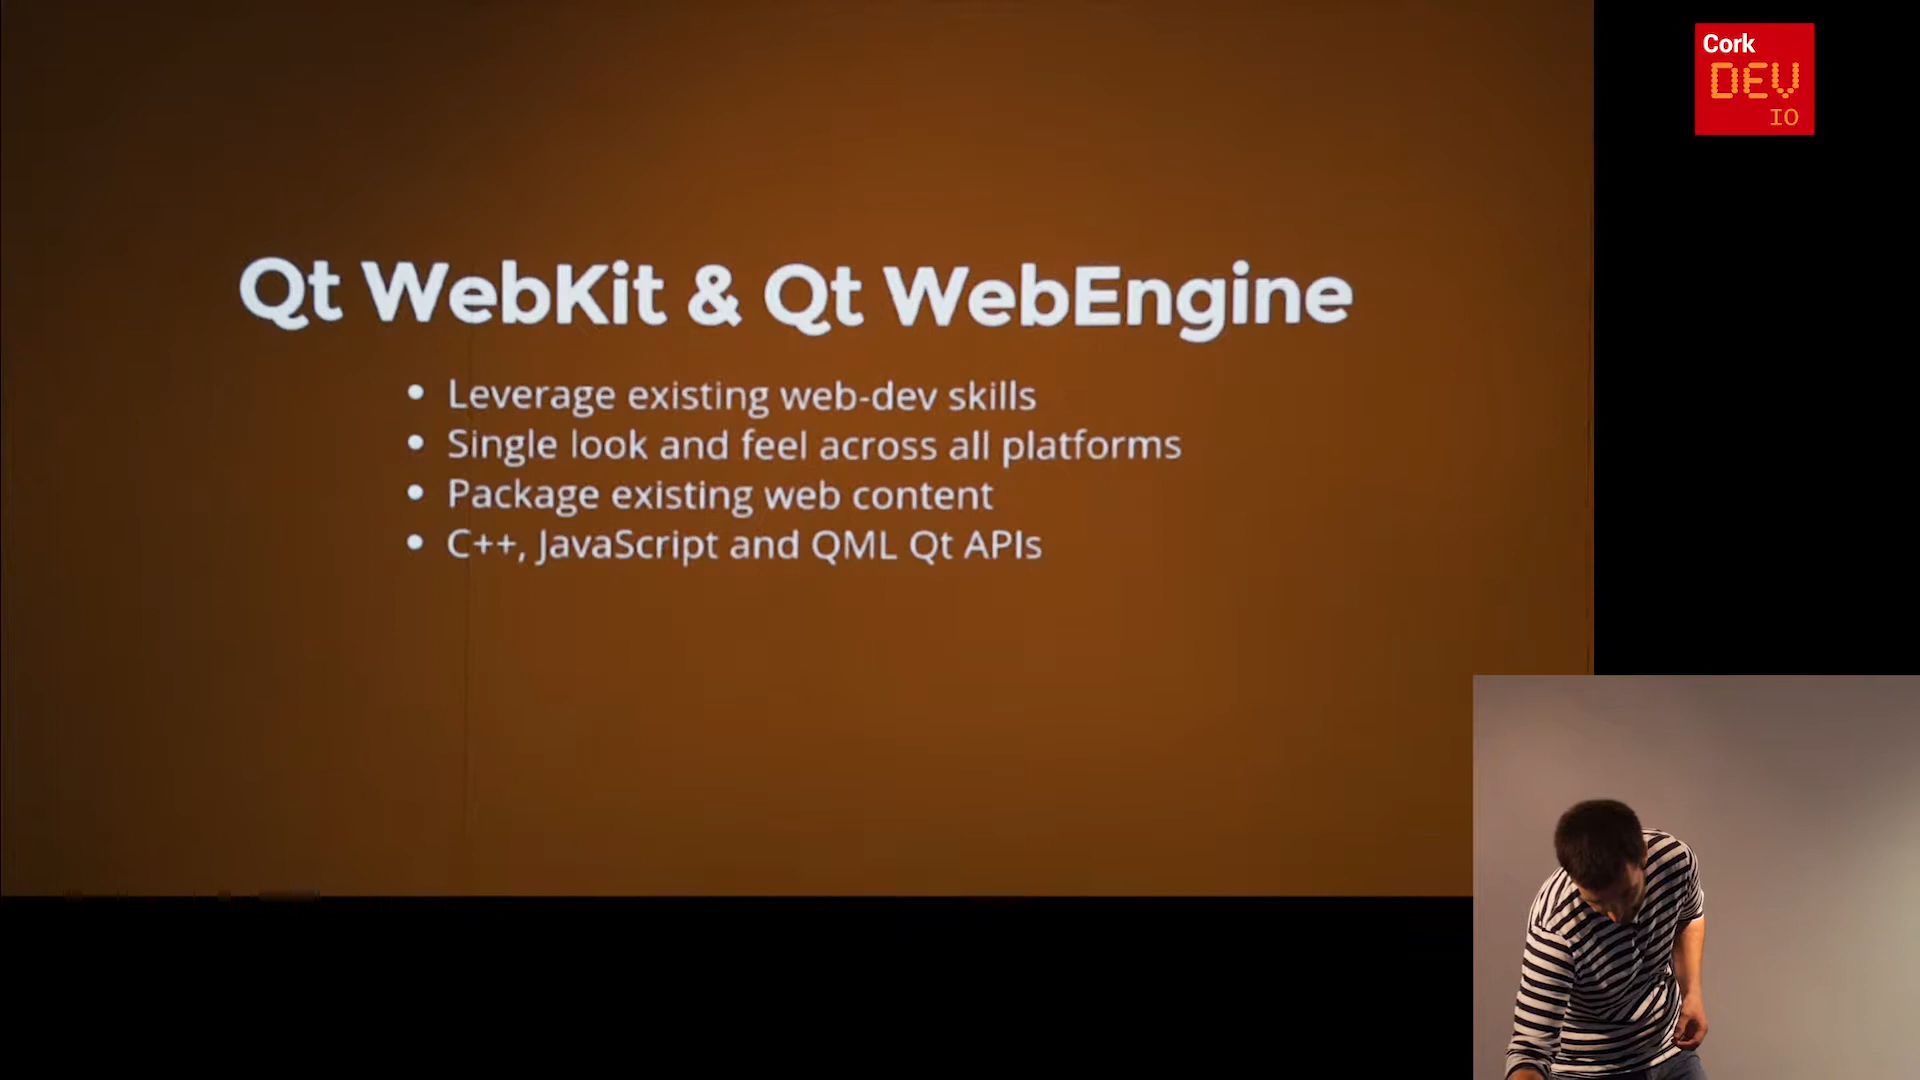 Cork
DEV
IO
Qt WebKit & Qt WebEngine
• Leverage existing web-dev skills
• Single look and feel across all platforms
• Package existing web content
• C++, JavaScript and QML Qt APIs